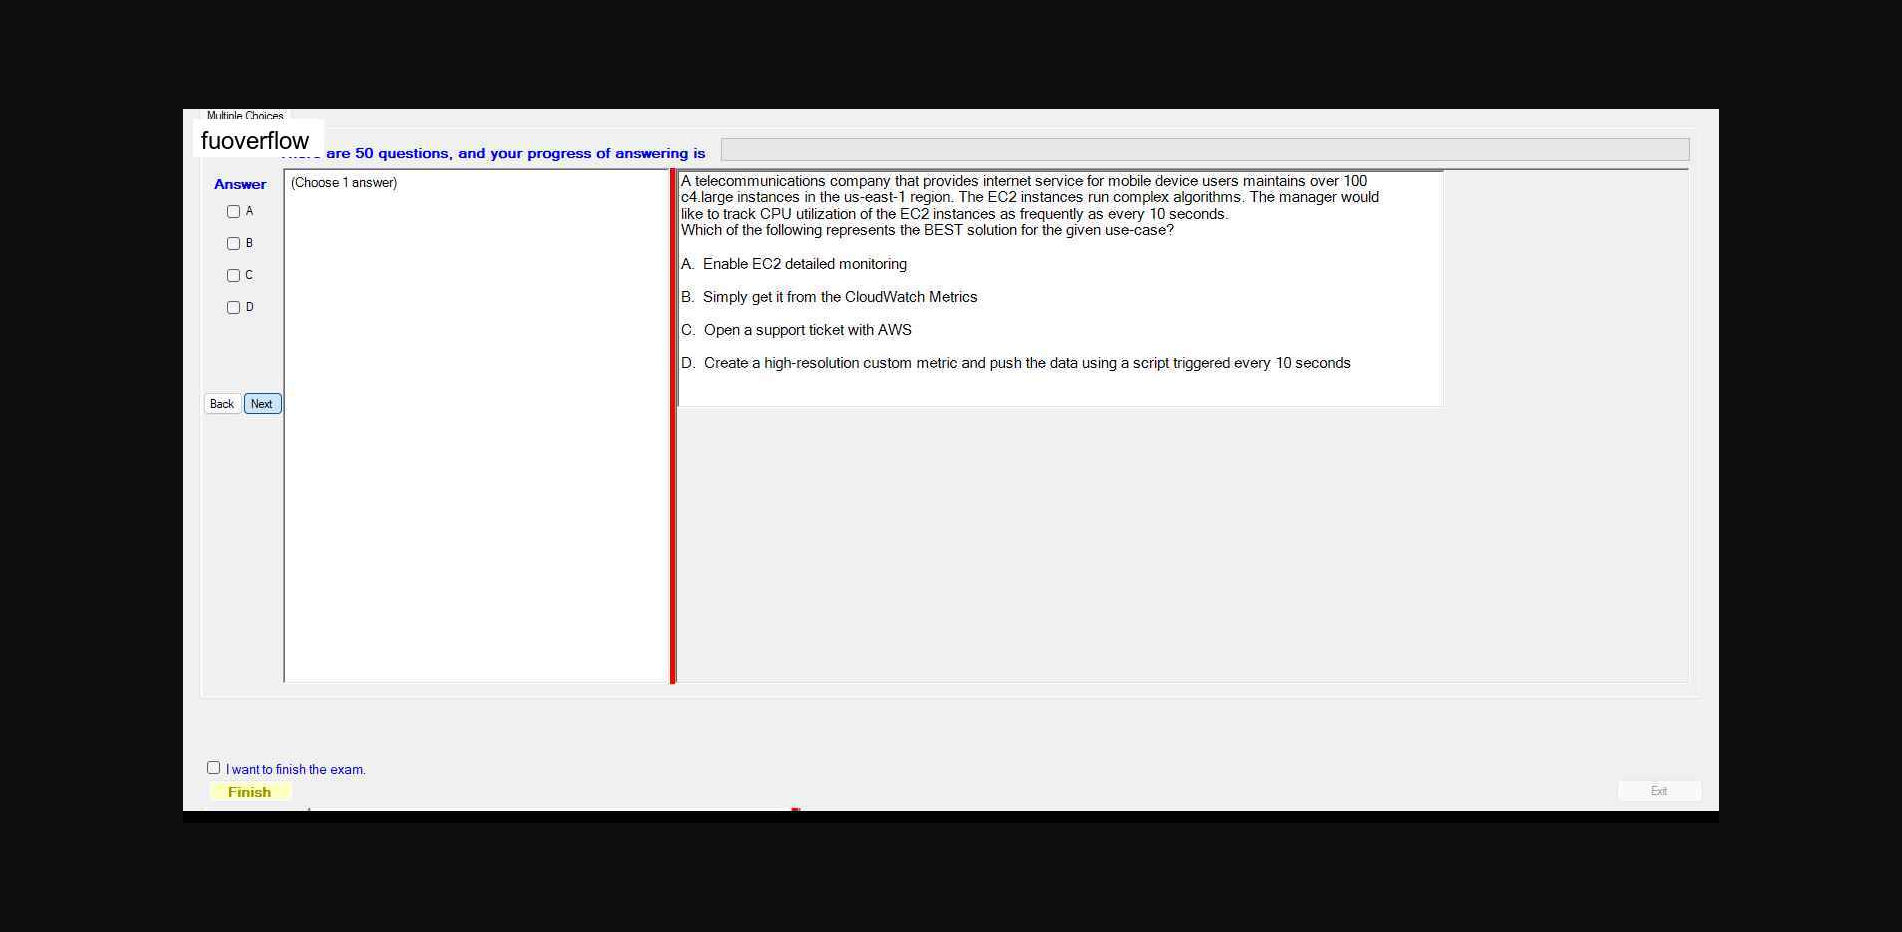 Multiple Choices
fuoverflow
are 50 questions, and your progress of answering is
Answer
(Choose 1 answer)
A
B
C
D
Back Next
A telecommunications company that provides internet service for mobile device users maintains over 100
c4.large instances in the us-east-1 region. The EC2 instances run complex algorithms. The manager would
like to track CPU utilization of the EC2 instances as frequently as every 10 seconds.
Which of the following represents the BEST solution for the given use-case?
A. Enable EC2 detailed monitoring
B. Simply get it from the CloudWatch Metrics
C. Open a support ticket with AWS
D. Create a high-resolution custom metric and push the data using a script triggered every 10 seconds
I want to finish the exam.
Finish
Exit